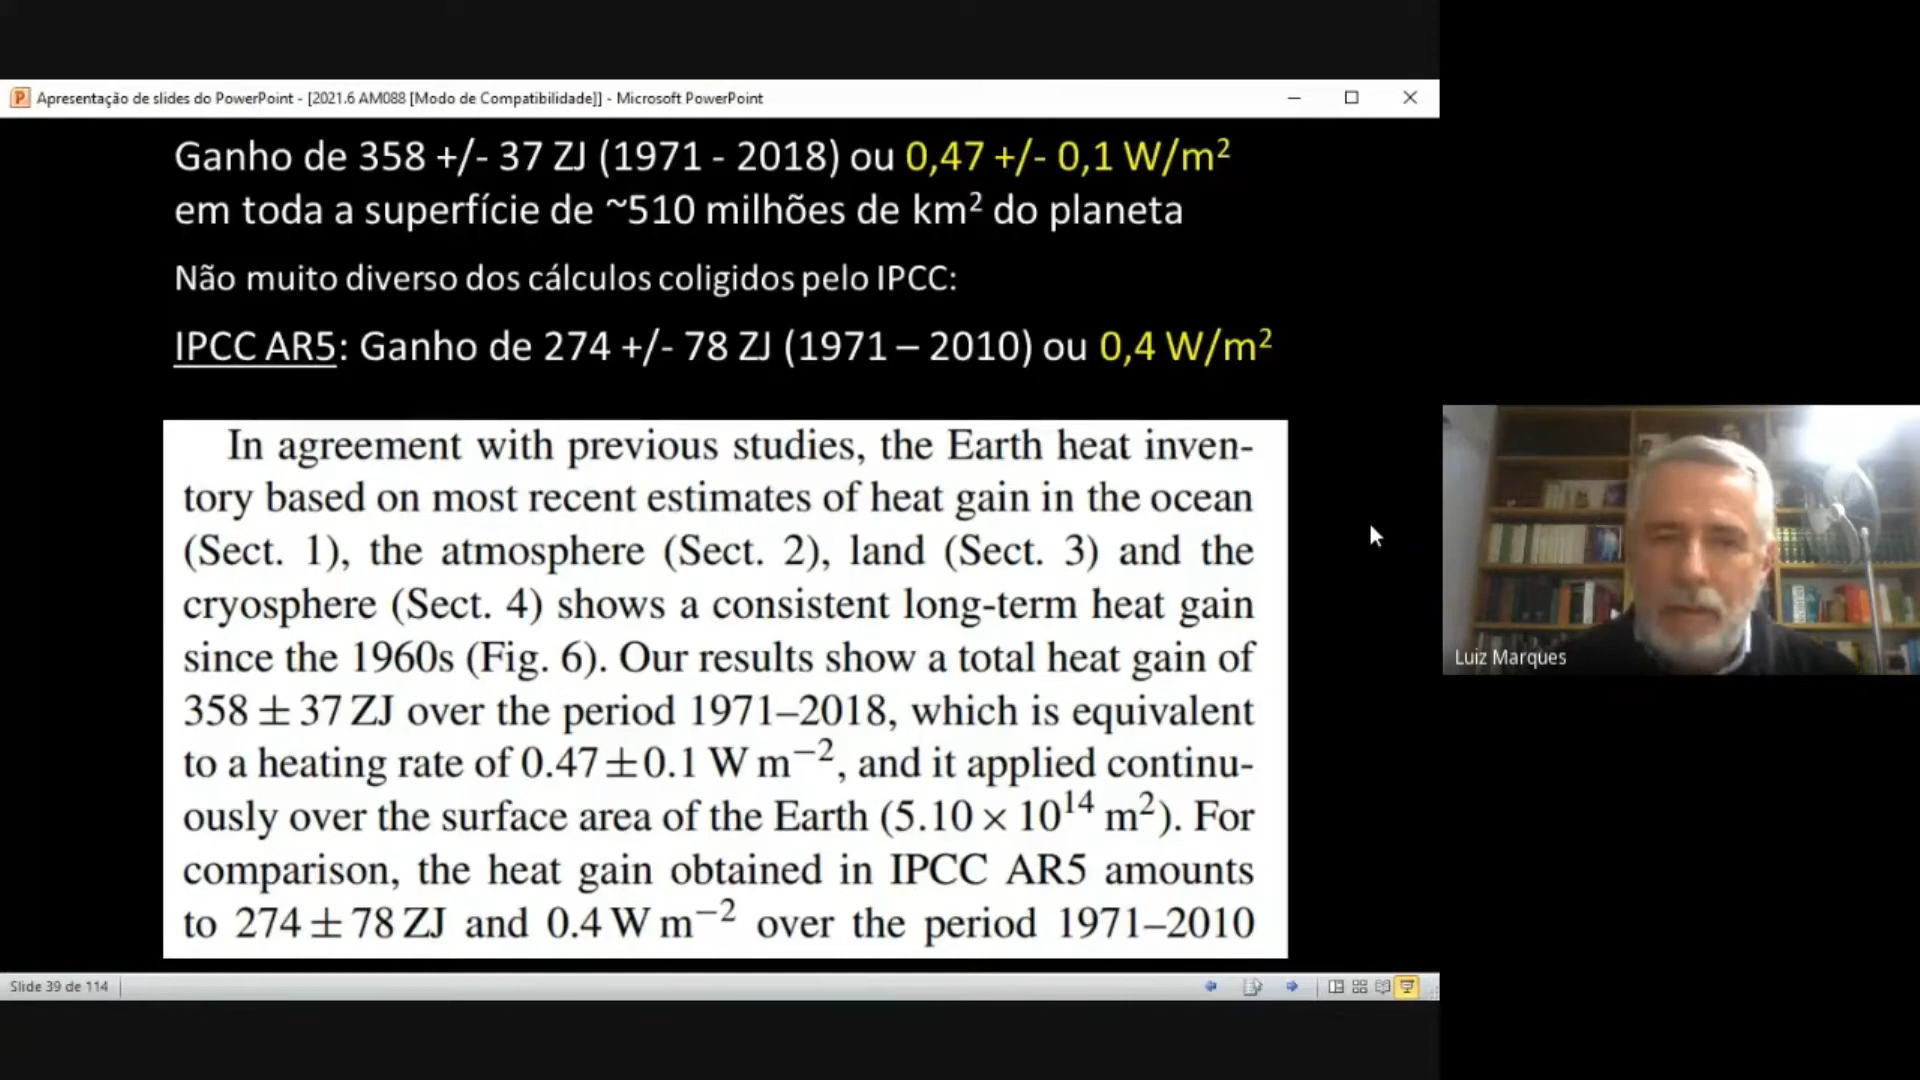 Apresentação de slides do PowerPoint - [2021.6 AM088 [Modo de Compatibilidade]] - Microsoft PowerPoint
Ganho de 358 +/- 37 ZJ (1971 - 2018) ou 0,47 +/- 0,1 W/m²
em toda a superfície de ~510 milhões de km² do planeta
Não muito diverso dos cálculos coligidos pelo IPCC:
IPCC AR5: Ganho de 274 +/- 78 ZJ (1971 – 2010) ou 0,4 W/m²
In agreement with previous studies, the Earth heat inven-
tory based on most recent estimates of heat gain in the ocean
(Sect. 1), the atmosphere (Sect. 2), land (Sect. 3) and the
cryosphere (Sect. 4) shows a consistent long-term heat gain
since the 1960s (Fig. 6). Our results show a total heat gain of
358 ± 37 ZJ over the period 1971–2018, which is equivalent
to a heating rate of 0.47±0.1 W m⁻², and it applied continu-
ously over the surface area of the Earth (5.10 × 10¹⁴ m²). For
comparison, the heat gain obtained in IPCC AR5 amounts
to 274 ± 78 ZJ and 0.4 W m⁻² over the period 1971–2010
Luiz Marques
Slide 39 de 114